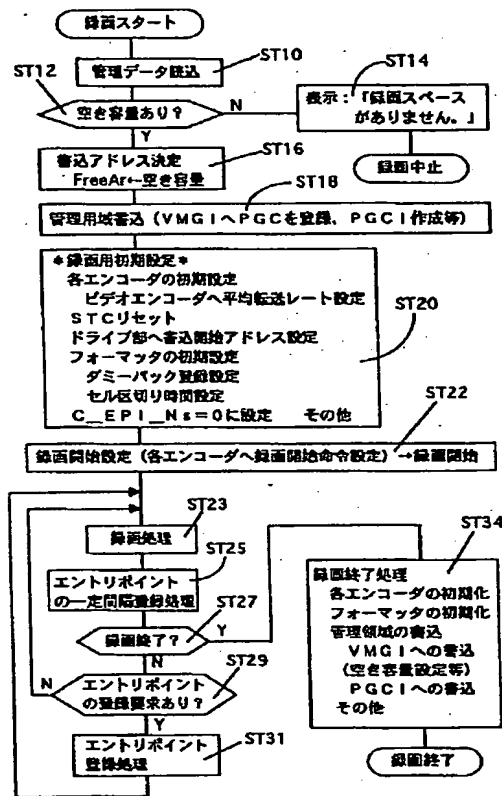 録画スタート
ST10
管理データ読込
ST12
空き容量あり?
N
Y
ST14
表示:「録画スペース
がありません。」
録画中止
ST16
書込アドレス決定
FreeAr←空き容量
ST18
管理用域書込(VMGIへPGCを登録、PGCI作成等)
*録画用初期設定*
各エンコーダの初期設定
ビデオエンコーダへ平均転送レート設定
STCリセット
ドライブ部へ書込開始アドレス設定
フォーマッタの初期設定
ダミーパック登録設定
セル区切り時間設定
C_EPI_Ns=0に設定 その他
ST20
ST22
録画開始設定(各エンコーダへ録画開始命令設定)→録画開始
ST23
録画処理
ST25
エントリポイント
の一定間隔登録処理
ST27
録画終了?
Y
N
ST29
エントリポイント
の登録要求あり?
N
Y
ST31
エントリポイント
登録処理
ST34
録画終了処理
各エンコーダの初期化
フォーマッタの初期化
管理領域の書込
VMGIへの書込
(空き容量設定等)
PGCIへの書込
その他
録画終了